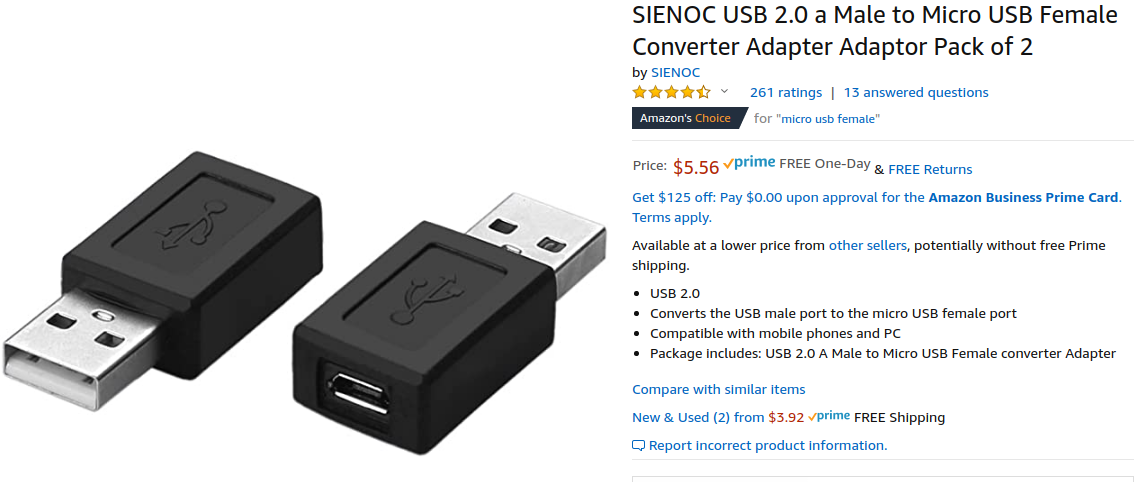 SIENOC USB 2.0 a Male to Micro USB Female
Converter Adapter Adaptor Pack of 2
by SIENOC
261 ratings | 13 answered questions
Amazon's Choice for "micro usb female"
Price: $5.56 prime FREE One-Day & FREE Returns
Get $125 off: Pay $0.00 upon approval for the Amazon Business Prime Card.
Terms apply.
Available at a lower price from other sellers, potentially without free Prime
shipping.
• USB 2.0
• Converts the USB male port to the micro USB female port
• Compatible with mobile phones and PC
• Package includes: USB 2.0 A Male to Micro USB Female converter Adapter
Compare with similar items
New & Used (2) from $3.92 prime FREE Shipping
Report incorrect product information.